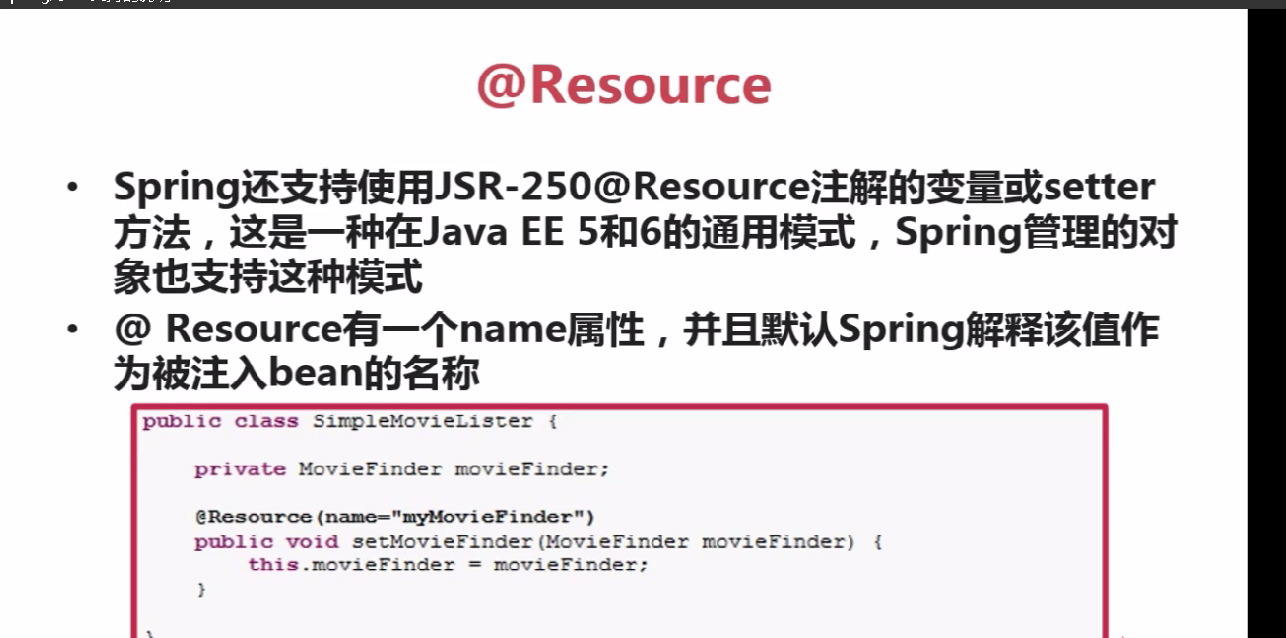 @Resource
• Spring还支持使用JSR-250@Resource注解的变量或setter
方法，这是一种在Java EE 5和6的通用模式，Spring管理的对
象也支持这种模式
• @ Resource有一个name属性，并且默认Spring解释该值作
为被注入bean的名称
public class SimpleMovieLister {
private MovieFinder movieFinder;
@Resource(name="myMovieFinder")
public void setMovieFinder(MovieFinder movieFinder) {
this.movieFinder = movieFinder;
}
}